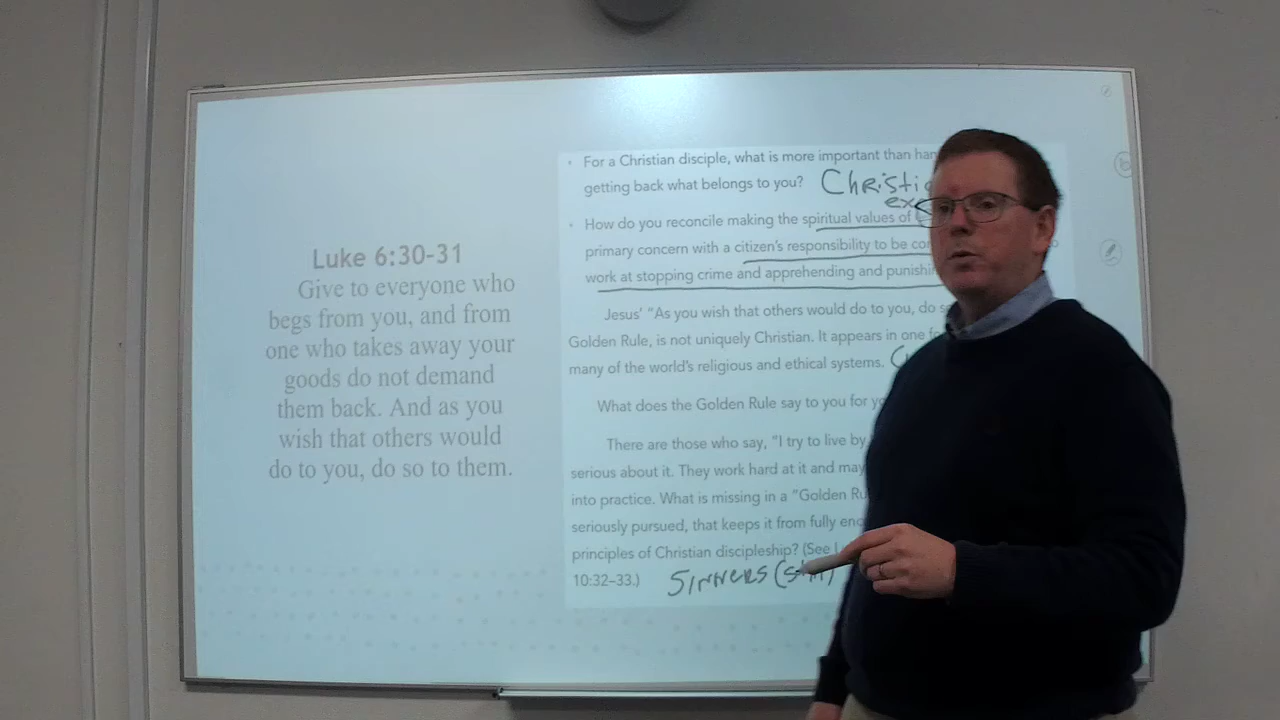 Luke 6:30-31
Give to everyone who
begs from you, and from
one who takes away your
goods do not demand
them back. And as you
wish that others would
do to you, do so to them.
• For a Christian disciple, what is more important than
getting back what belongs to you? Christi
• How do you reconcile making the spiritual values of
primary concern with a citizen's responsibility to be
work at stopping crime and apprehending and
Jesus' "As you wish that others would do to you, do
Golden Rule, is not uniquely Christian. It appears in one
many of the world's religious and ethical systems.
What does the Golden Rule say to you for
There are those who say, "I try to live by
serious about it. They work hard at it and may
into practice. What is missing in a "Golden
seriously pursued, that keeps it from fully
principles of Christian discipleship? (See
10:32–33.) Sinners (sin)